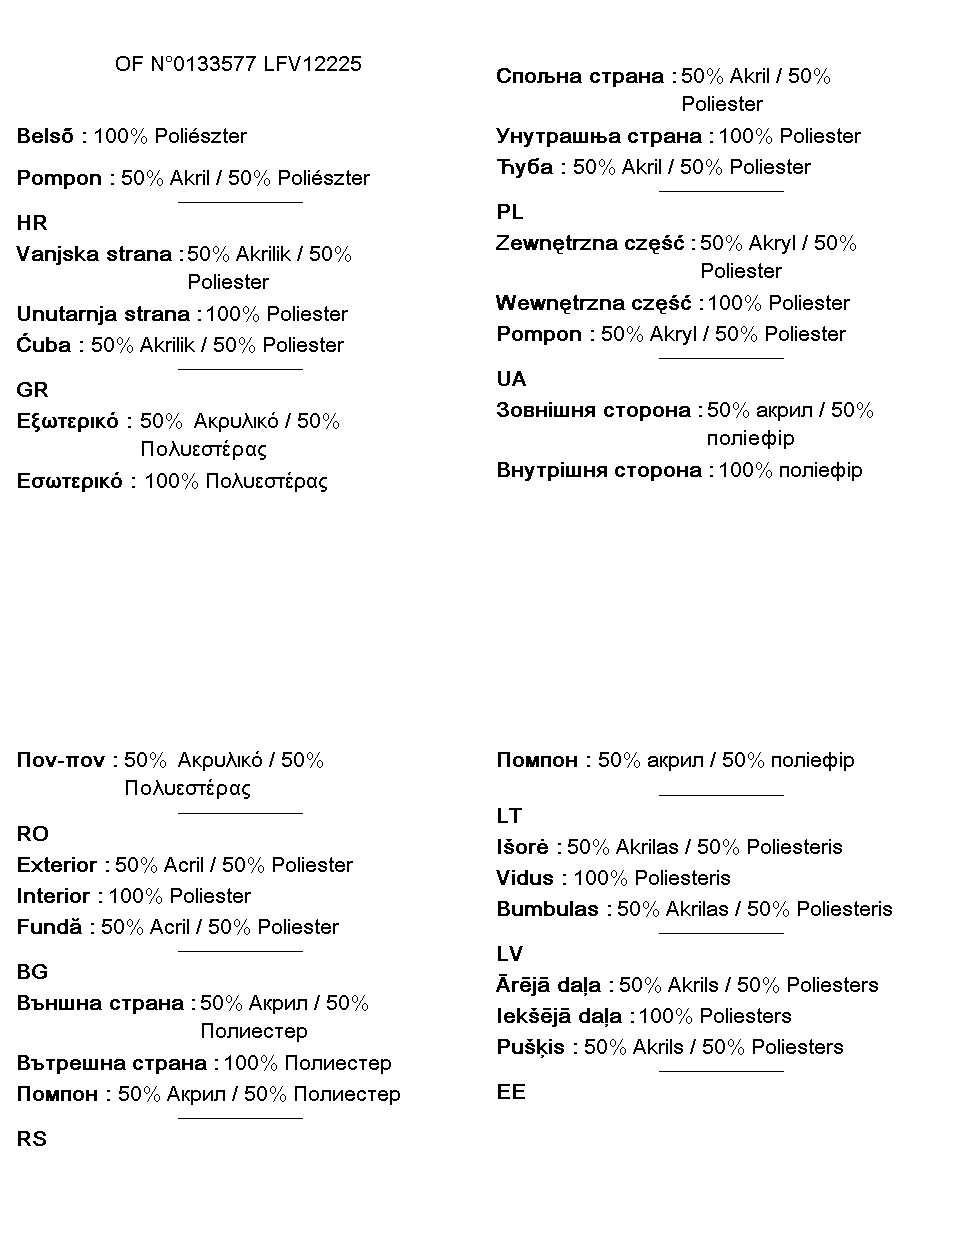 OF N°0133577 LFV12225
Belső : 100% Poliészter
Pompon : 50% Akril / 50% Poliészter
HR
Vanjska strana : 50% Akrilik / 50%
Poliester
Unutarnja strana : 100% Poliester
Ćuba : 50% Akrilik / 50% Poliester
GR
Εξωτερικό : 50% Ακρυλικό / 50%
Πολυεστέρας
Εσωτερικό : 100% Πολυεστέρας
Πον-πον : 50% Ακρυλικό / 50%
Πολυεστέρας
RO
Exterior : 50% Acril / 50% Poliester
Interior : 100% Poliester
Fundă : 50% Acril / 50% Poliester
BG
Външна страна : 50% Акрил / 50%
Полиестер
Вътрешна страна : 100% Полиестер
Помпон : 50% Акрил / 50% Полиестер
RS
Спољна страна : 50% Akril / 50%
Poliester
Унутрашња страна : 100% Poliester
Ћуба : 50% Akril / 50% Poliester
PL
Zewnętrzna część : 50% Akryl / 50%
Poliester
Wewnętrzna część : 100% Poliester
Pompon : 50% Akryl / 50% Poliester
UA
Зовнішня сторона : 50% акрил / 50%
поліефір
Внутрішня сторона : 100% поліефір
Помпон : 50% акрил / 50% поліефір
LT
Išorė : 50% Akrilas / 50% Poliesteris
Vidus : 100% Poliesteris
Bumbulas : 50% Akrilas / 50% Poliesteris
LV
Ārējā daļa : 50% Akrils / 50% Poliesters
Iekšējā daļa : 100% Poliesters
Pušķis : 50% Akrils / 50% Poliesters
EE